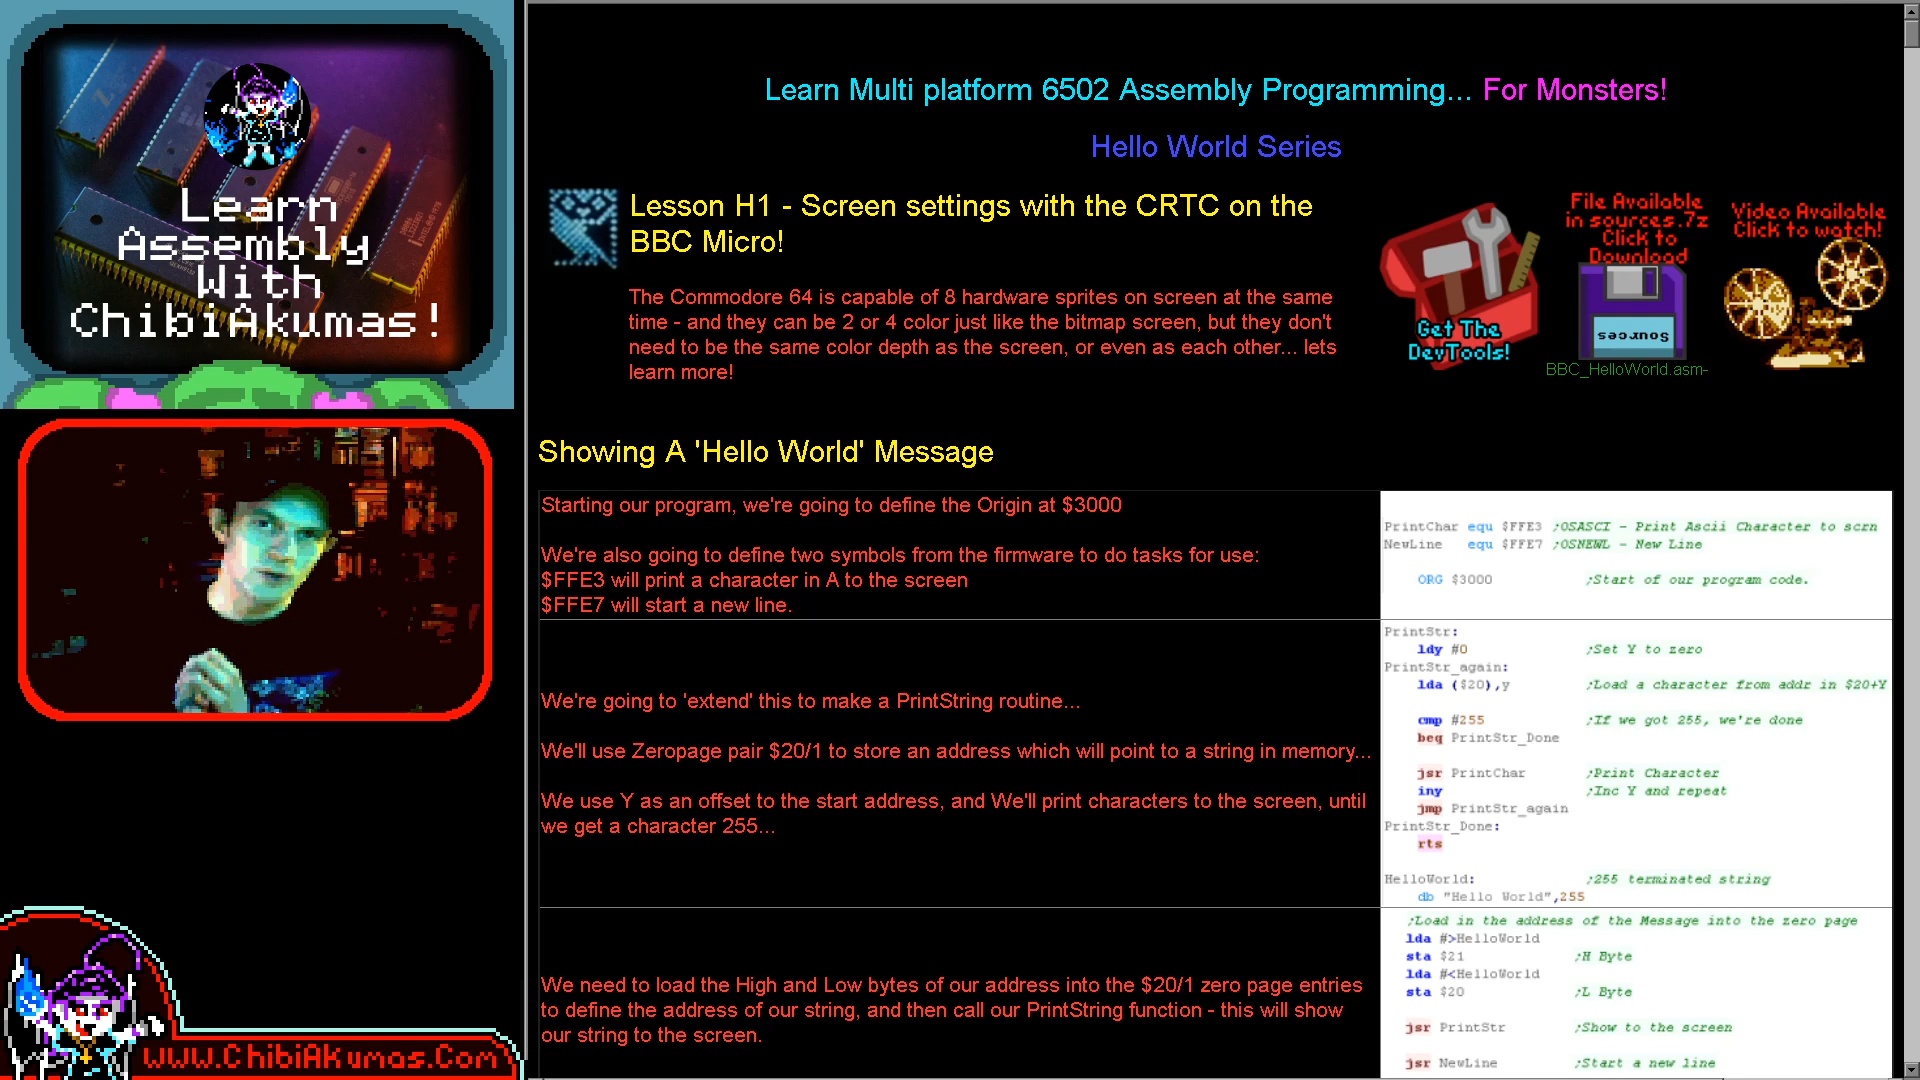 Learn
Assembly
With
ChibiAkumas!
www.ChibiAkumas.Com
Learn Multi platform 6502 Assembly Programming... For Monsters!
Hello World Series
Lesson H1 - Screen settings with the CRTC on the
BBC Micro!
The Commodore 64 is capable of 8 hardware sprites on screen at the same
time - and they can be 2 or 4 color just like the bitmap screen, but they don't
need to be the same color depth as the screen, or even as each other... lets
learn more!
Get The
DevTools!
File Available
in sources.7z
Click to
Download
Sources
BBC_HelloWorld.asm-
Video Available
Click to watch!
Showing A 'Hello World' Message
Starting our program, we're going to define the Origin at $3000
We're also going to define two symbols from the firmware to do tasks for use:
$FFE3 will print a character in A to the screen
$FFE7 will start a new line.
PrintChar equ $FFE3 ;OSASCI - Print Ascii Character to scrn
NewLine equ $FFE7 ;OSNEWL - New Line
ORG $3000 ;Start of our program code.
We're going to 'extend' this to make a PrintString routine...
We'll use Zeropage pair $20/1 to store an address which will point to a string in memory...
We use Y as an offset to the start address, and We'll print characters to the screen, until
we get a character 255...
PrintStr:
ldy #0 ;Set Y to zero
PrintStr_again:
lda ($20),y ;Load a character from addr in $20+Y
cmp #255 ;If we got 255, we're done
beq PrintStr_Done
jsr PrintChar ;Print Character
iny ;Inc Y and repeat
jmp PrintStr_again
PrintStr_Done:
rts
HelloWorld: ;255 terminated string
db "Hello World",255
We need to load the High and Low bytes of our address into the $20/1 zero page entries
to define the address of our string, and then call our PrintString function - this will show
our string to the screen.
;Load in the address of the Message into the zero page
lda #>HelloWorld
sta $21 ;H Byte
lda #<HelloWorld
sta $20 ;L Byte
jsr PrintStr ;Show to the screen
jsr NewLine ;Start a new line